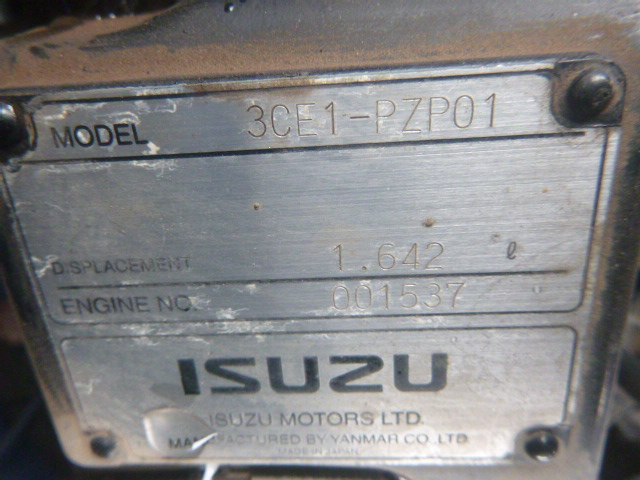 MODEL 3CE1-PZP01
DISPLACEMENT 1.642 ℓ
ENGINE NO. 001537
ISUZU
ISUZU MOTORS LTD.
MANUFACTURED BY YANMAR CO., LTD.
MADE IN JAPAN